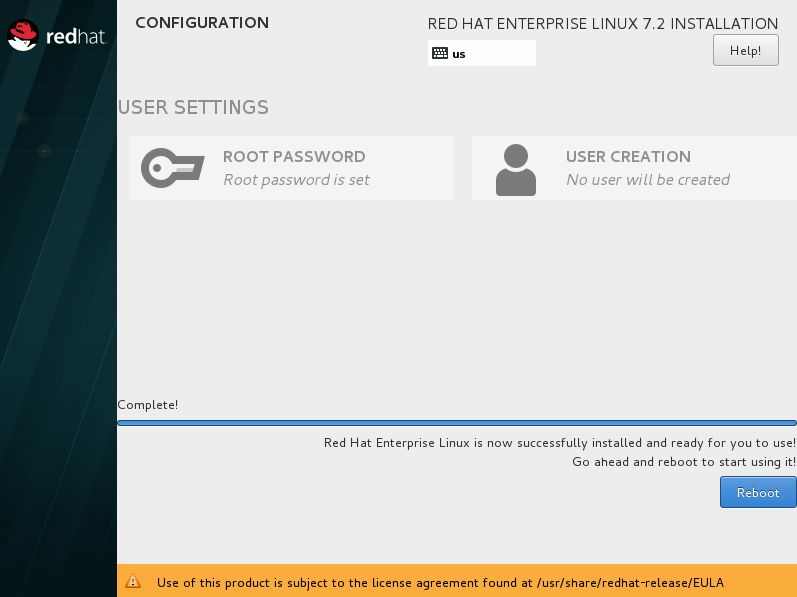 redhat.
CONFIGURATION
RED HAT ENTERPRISE LINUX 7.2 INSTALLATION
us
Help!
USER SETTINGS
ROOT PASSWORD
Root password is set
USER CREATION
No user will be created
Complete!
Red Hat Enterprise Linux is now successfully installed and ready for you to use!
Go ahead and reboot to start using it!
Reboot
Use of this product is subject to the license agreement found at /usr/share/redhat-release/EULA